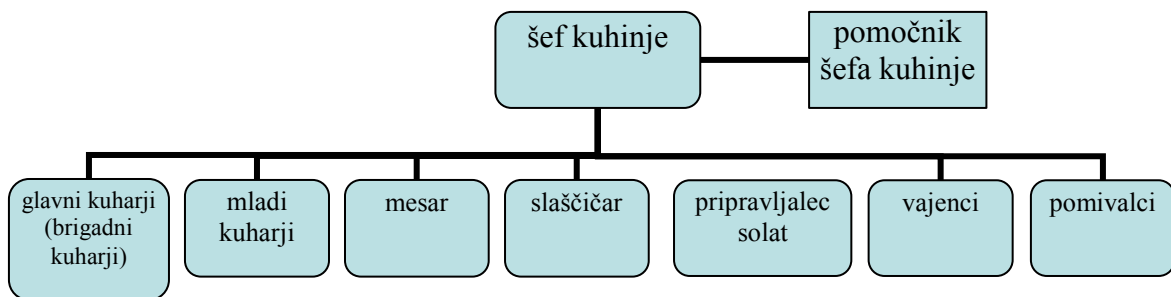 šef kuhinje
pomočnik
šefa kuhinje
glavni kuharji
(brigadni
kuharji)
mladi
kuharji
mesar
slaščičar
pripravljalec
solat
vajenci
pomivalci